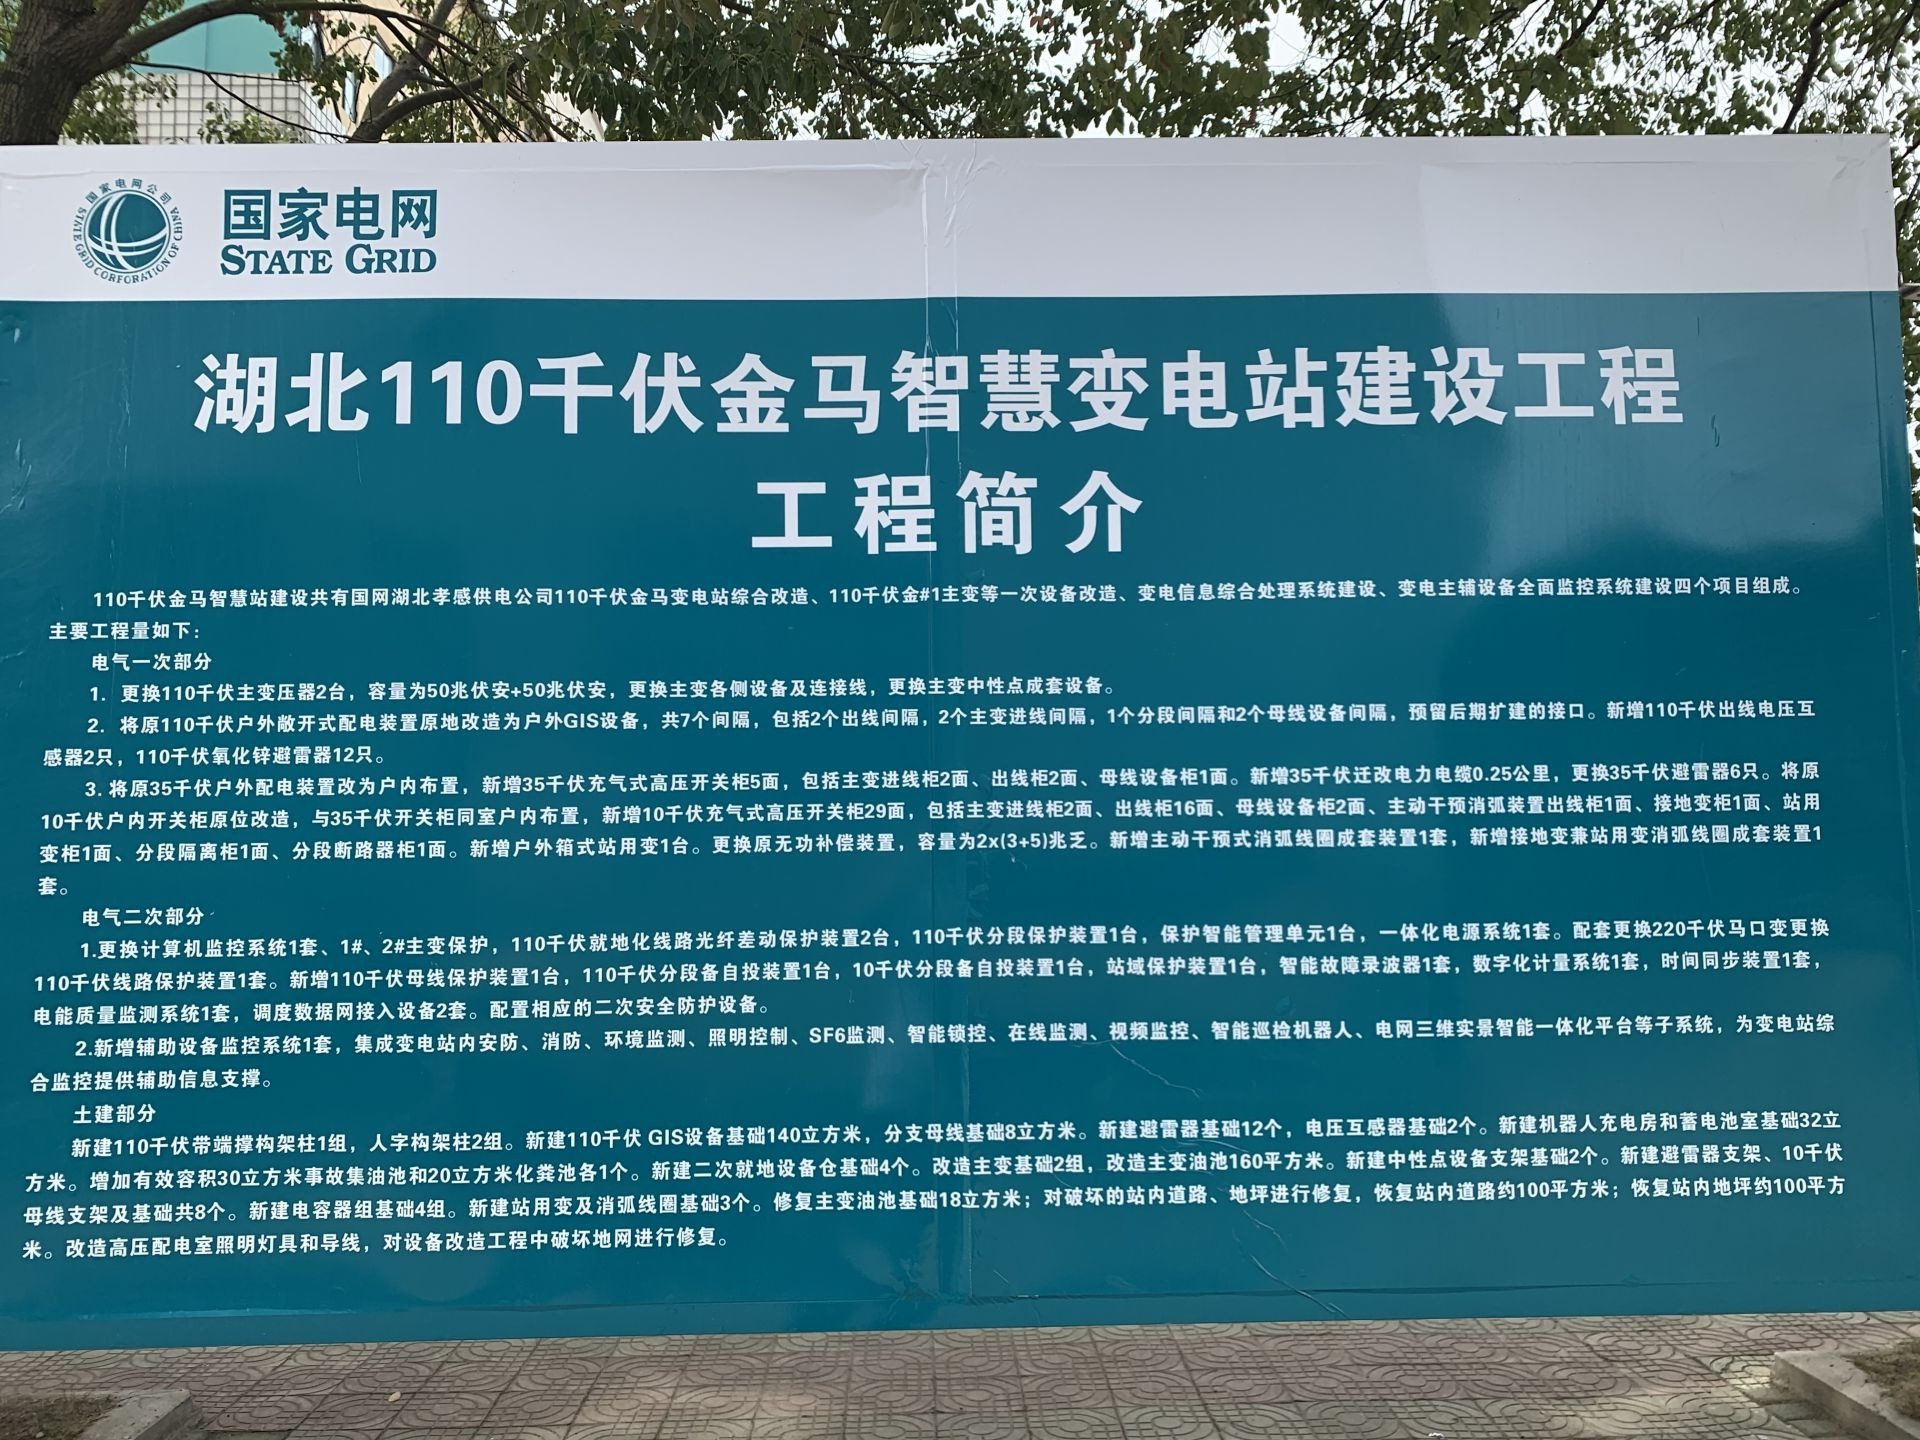 国家电网公司
STATE GRID CORPORATION OF CHINA
国家电网
STATE GRID
湖北110千伏金马智慧变电站建设工程
工程简介
110千伏金马智慧站建设共有国网湖北孝感供电公司110千伏金马变电站综合改造、110千伏金#1主变等一次设备改造、变电信息综合处理系统建设、变电主辅设备全面监控系统建设四个项目组成。
主要工程量如下：
电气一次部分
1. 更换110千伏主变压器2台，容量为50兆伏安+50兆伏安，更换主变各侧设备及连接线，更换主变中性点成套设备。
2. 将原110千伏户外敞开式配电装置原地改造为户外GIS设备，共7个间隔，包括2个出线间隔，2个主变进线间隔，1个分段间隔和2个母线设备间隔，预留后期扩建的接口。新增110千伏出线电压互
感器2只，110千伏氧化锌避雷器12只。
3. 将原35千伏户外配电装置改为户内布置，新增35千伏充气式高压开关柜5面，包括主变进线柜2面、出线柜2面、母线设备柜1面。新增35千伏迁改电力电缆0.25公里，更换35千伏避雷器6只。将原
10千伏户内开关柜原位改造，与35千伏开关柜同室户内布置，新增10千伏充气式高压开关柜29面，包括主变进线柜2面、出线柜16面、母线设备柜2面、主动干预消弧装置出线柜1面、接地变柜1面、站用
变柜1面、分段隔离柜1面、分段断路器柜1面。新增户外箱式站用变1台。更换原无功补偿装置，容量为2x(3+5)兆乏。新增主动干预式消弧线圈成套装置1套，新增接地变兼站用变消弧线圈成套装置1
套。
电气二次部分
1.更换计算机监控系统1套、1#、2#主变保护，110千伏就地化线路光纤差动保护装置2台，110千伏分段保护装置1台，保护智能管理单元1台，一体化电源系统1套。配套更换220千伏马口变更换
110千伏线路保护装置1套。新增110千伏母线保护装置1台，110千伏分段备自投装置1台，10千伏分段备自投装置1台，站域保护装置1台，智能故障录波器1套，数字化计量系统1套，时间同步装置1套，
电能质量监测系统1套，调度数据网接入设备2套。配置相应的二次安全防护设备。
2.新增辅助设备监控系统1套，集成变电站内安防、消防、环境监测、照明控制、SF6监测、智能锁控、在线监测、视频监控、智能巡检机器人、电网三维实景智能一体化平台等子系统，为变电站综
合监控提供辅助信息支撑。
土建部分
新建110千伏带端撑构架柱1组，人字构架柱2组。新建110千伏 GIS设备基础140立方米，分支母线基础8立方米。新建避雷器基础12个，电压互感器基础2个。新建机器人充电房和蓄电池室基础32立
方米。增加有效容积30立方米事故集油池和20立方米化粪池各1个。新建二次就地设备仓基础4个。改造主变基础2组，改造主变油池160平方米。新建中性点设备支架基础2个。新建避雷器支架、10千伏
母线支架及基础共8个。新建电容器组基础4组。新建站用变及消弧线圈基础3个。修复主变油池基础18立方米；对破坏的站内道路、地坪进行修复，恢复站内道路约100平方米；恢复站内地坪约100平方
米。改造高压配电室照明灯具和导线，对设备改造工程中破坏地网进行修复。